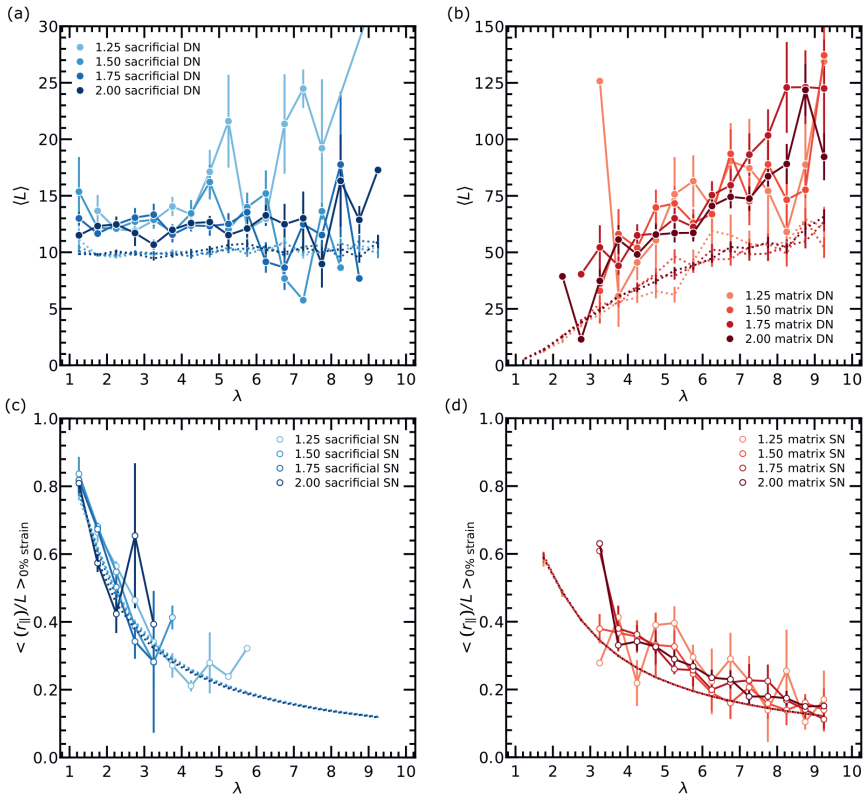 (a)
30
25
20
15
10
5
0
⟨L⟩
1.25 sacrificial DN
1.50 sacrificial DN
1.75 sacrificial DN
2.00 sacrificial DN
1 2 3 4 5 6 7 8 9 10
λ
(b)
150
125
100
75
50
25
0
⟨L⟩
1.25 matrix DN
1.50 matrix DN
1.75 matrix DN
2.00 matrix DN
1 2 3 4 5 6 7 8 9 10
λ
(c)
1.0
0.8
0.6
0.4
0.2
0.0
< (r||)/L >0% strain
1.25 sacrificial SN
1.50 sacrificial SN
1.75 sacrificial SN
2.00 sacrificial SN
1 2 3 4 5 6 7 8 9 10
λ
(d)
1.0
0.8
0.6
0.4
0.2
0.0
< (r||)/L >0% strain
1.25 matrix SN
1.50 matrix SN
1.75 matrix SN
2.00 matrix SN
1 2 3 4 5 6 7 8 9 10
λ